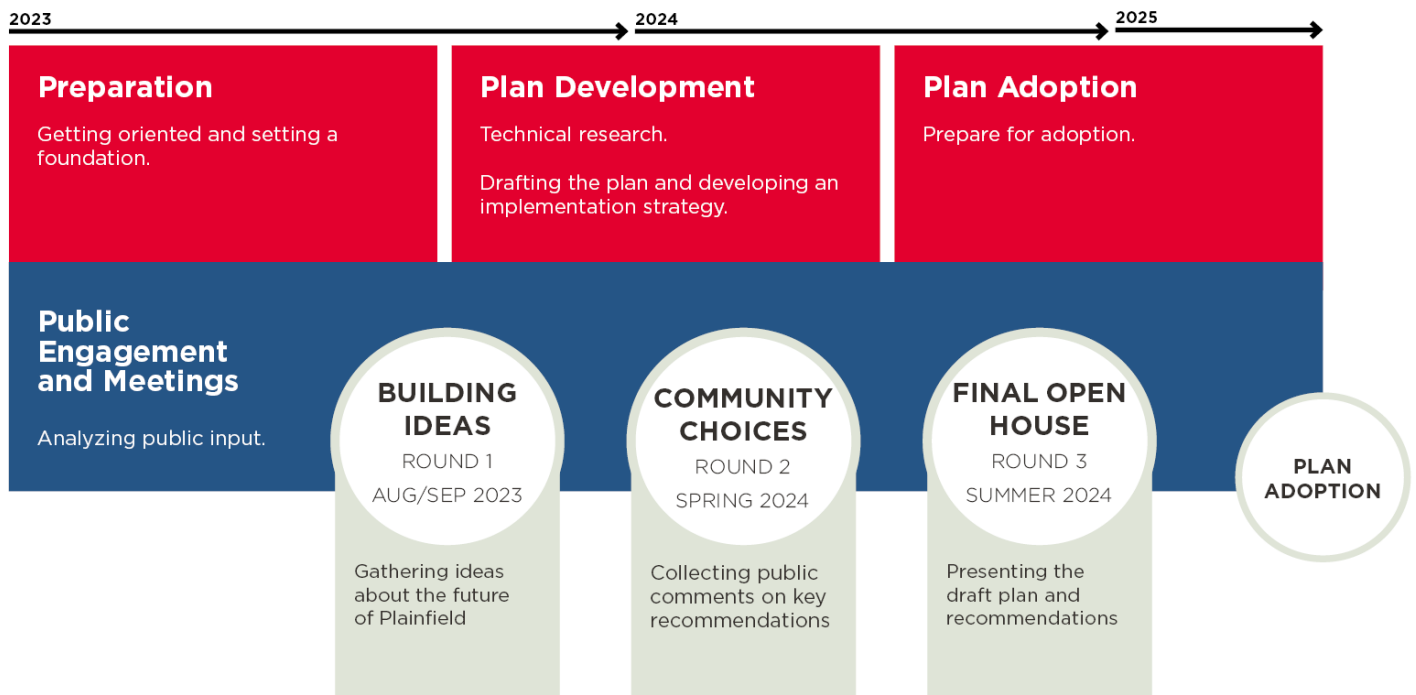 2023
2024
2025
Preparation
Getting oriented and setting a
foundation.
Plan Development
Technical research.
Drafting the plan and developing an
implementation strategy.
Plan Adoption
Prepare for adoption.
Public
Engagement
and Meetings
Analyzing public input.
BUILDING
IDEAS
ROUND 1
AUG/SEP 2023
Gathering ideas
about the future
of Plainfield
COMMUNITY
CHOICES
ROUND 2
SPRING 2024
Collecting public
comments on key
recommendations
FINAL OPEN
HOUSE
ROUND 3
SUMMER 2024
Presenting the
draft plan and
recommendations
PLAN
ADOPTION